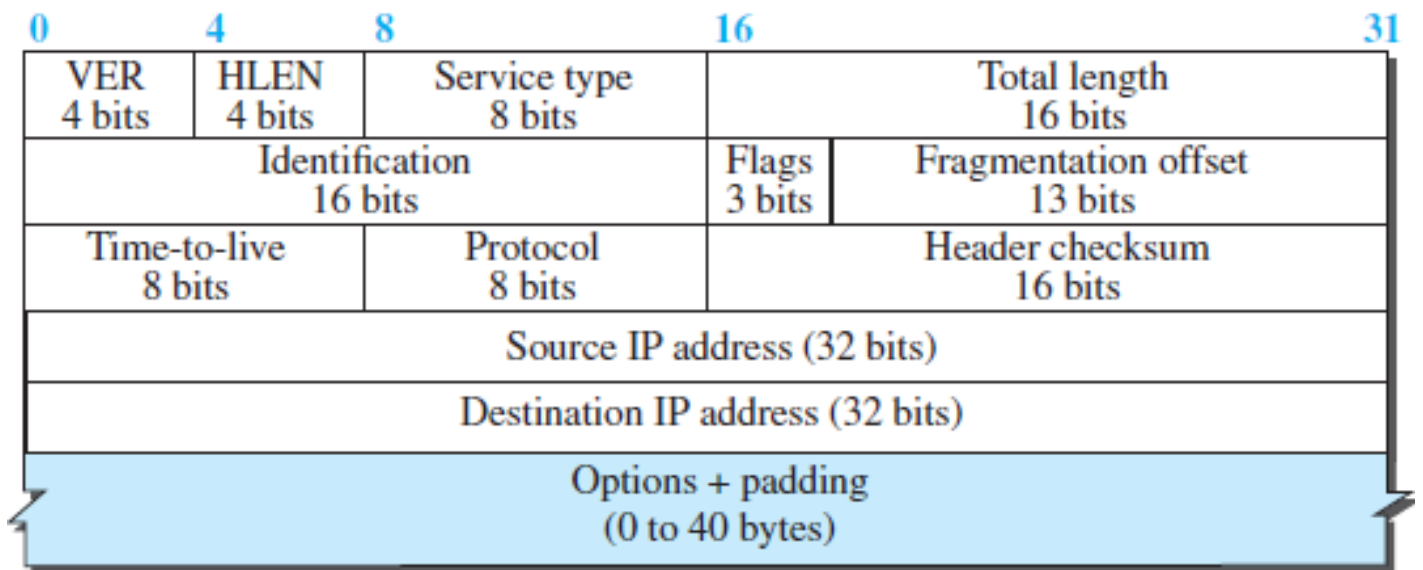 0 4 8 16 31
VER HLEN Service type Total length
4 bits 4 bits 8 bits 16 bits
Identification Flags Fragmentation offset
16 bits 3 bits 13 bits
Time-to-live Protocol Header checksum
8 bits 8 bits 16 bits
Source IP address (32 bits)
Destination IP address (32 bits)
Options + padding
(0 to 40 bytes)